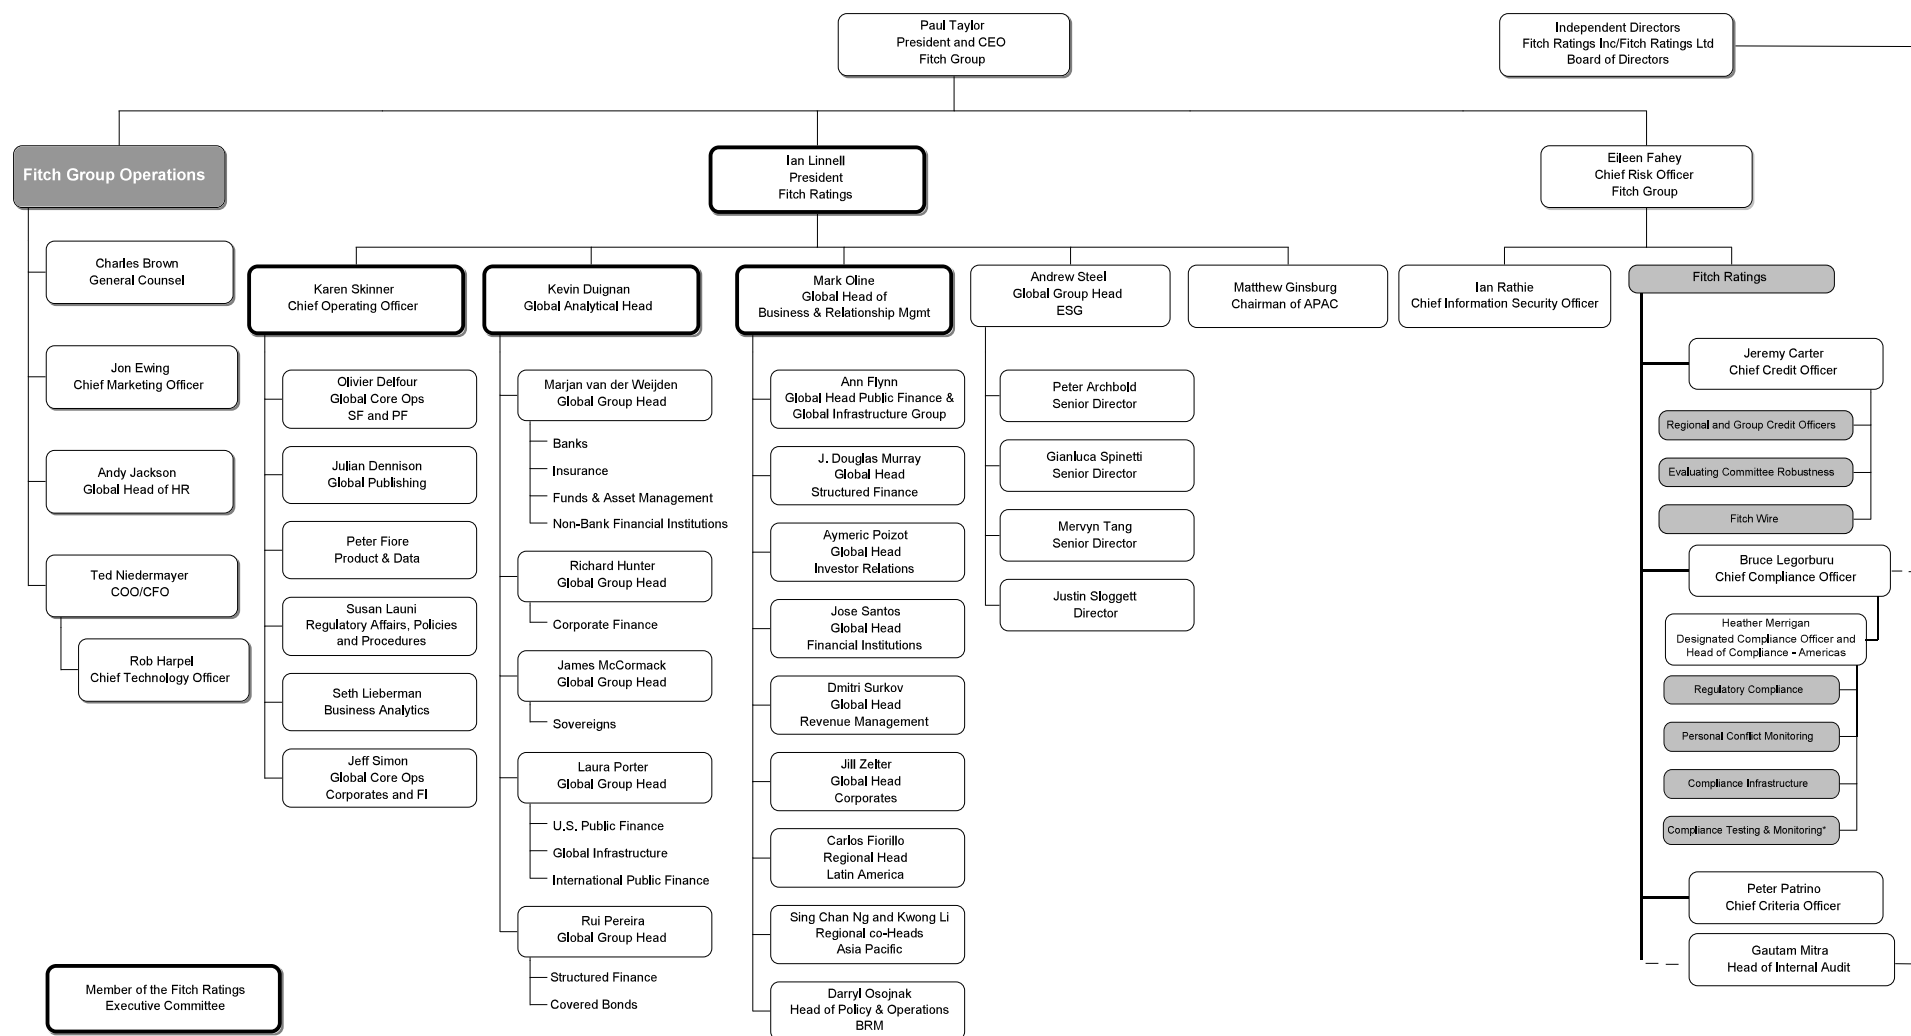 Paul Taylor
President and CEO
Fitch Group
Independent Directors
Fitch Ratings Inc/Fitch Ratings Ltd
Board of Directors
Fitch Group Operations
Ian Linnell
President
Fitch Ratings
Eileen Fahey
Chief Risk Officer
Fitch Group
Charles Brown
General Counsel
Jon Ewing
Chief Marketing Officer
Andy Jackson
Global Head of HR
Ted Niedermayer
COO/CFO
Rob Harpel
Chief Technology Officer
Karen Skinner
Chief Operating Officer
Olivier Delfour
Global Core Ops
SF and PF
Julian Dennison
Global Publishing
Peter Fiore
Product & Data
Susan Launi
Regulatory Affairs, Policies
and Procedures
Seth Lieberman
Business Analytics
Jeff Simon
Global Core Ops
Corporates and FI
Kevin Duignan
Global Analytical Head
Marjan van der Weijden
Global Group Head
Banks
Insurance
Funds & Asset Management
Non-Bank Financial Institutions
Richard Hunter
Global Group Head
Corporate Finance
James McCormack
Global Group Head
Sovereigns
Laura Porter
Global Group Head
U.S. Public Finance
Global Infrastructure
International Public Finance
Rui Pereira
Global Group Head
Structured Finance
Covered Bonds
Mark Oline
Global Head of
Business & Relationship Mgmt
Ann Flynn
Global Head Public Finance &
Global Infrastructure Group
J. Douglas Murray
Global Head
Structured Finance
Aymeric Poizot
Global Head
Investor Relations
Jose Santos
Global Head
Financial Institutions
Dmitri Surkov
Global Head
Revenue Management
Jill Zelter
Global Head
Corporates
Carlos Fiorillo
Regional Head
Latin America
Sing Chan Ng and Kwong Li
Regional co-Heads
Asia Pacific
Darryl Osojnak
Head of Policy & Operations
BRM
Andrew Steel
Global Group Head
ESG
Peter Archbold
Senior Director
Gianluca Spinetti
Senior Director
Mervyn Tang
Senior Director
Justin Sloggett
Director
Matthew Ginsburg
Chairman of APAC
Ian Rathie
Chief Information Security Officer
Fitch Ratings
Jeremy Carter
Chief Credit Officer
Regional and Group Credit Officers
Evaluating Committee Robustness
Fitch Wire
Bruce Legorburu
Chief Compliance Officer
Heather Merrigan
Designated Compliance Officer and
Head of Compliance - Americas
Regulatory Compliance
Personal Conflict Monitoring
Compliance Infrastructure
Compliance Testing & Monitoring*
Peter Patrino
Chief Criteria Officer
Gautam Mitra
Head of Internal Audit
Member of the Fitch Ratings
Executive Committee